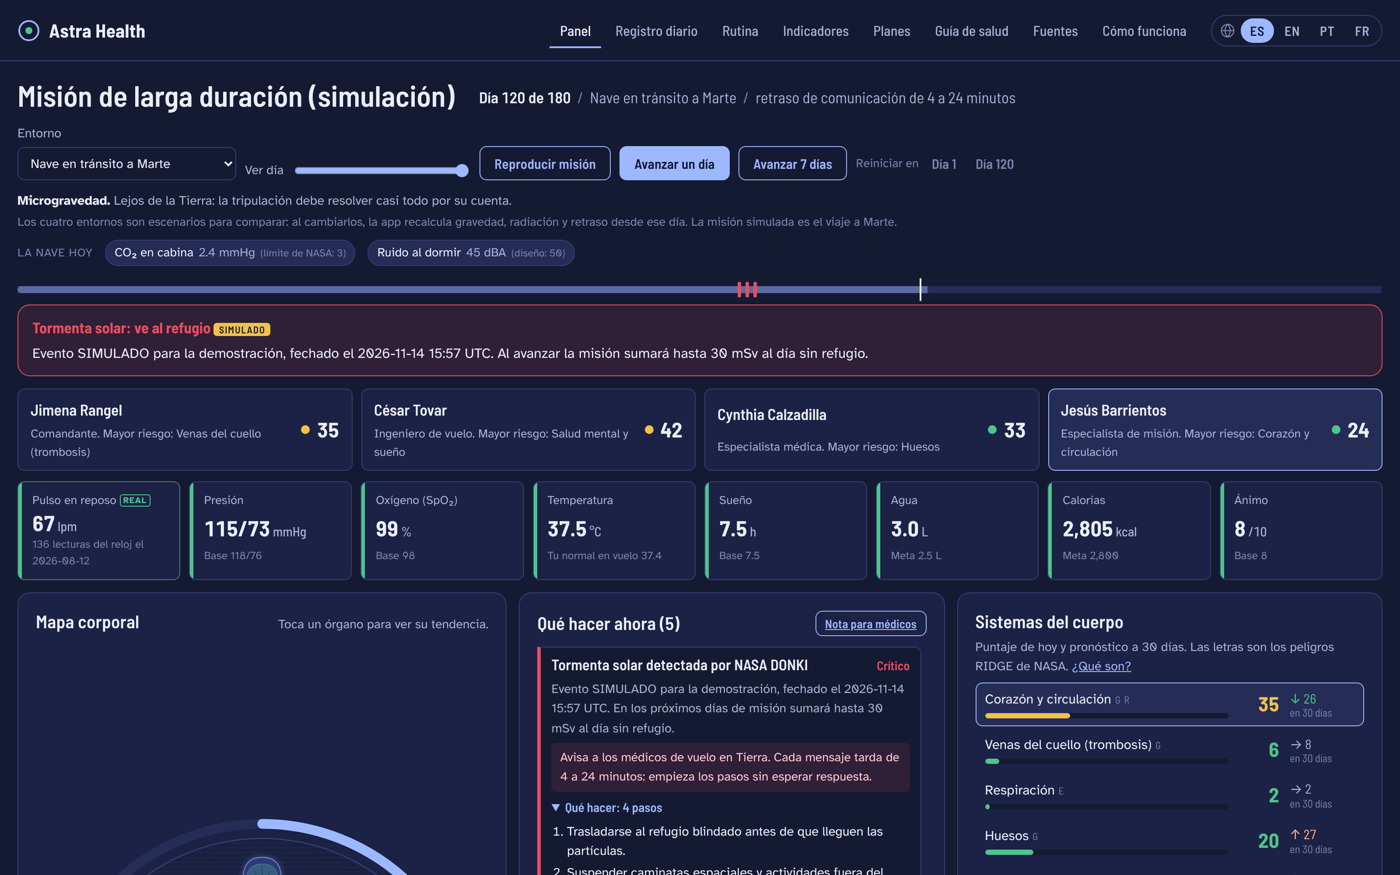 Astra Health
Panel
Registro diario
Rutina
Indicadores
Planes
Guía de salud
Fuentes
Cómo funciona
ES
EN
PT
FR
Misión de larga duración (simulación)
Día 120 de 180 / Nave en tránsito a Marte / retraso de comunicación de 4 a 24 minutos
Entorno
Nave en tránsito a Marte
Ver día
Reproducir misión
Avanzar un día
Avanzar 7 días
Reiniciar en
Día 1
Día 120
Microgravedad. Lejos de la Tierra: la tripulación debe resolver casi todo por su cuenta.
Los cuatro entornos son escenarios para comparar: al cambiarlos, la app recalcula gravedad, radiación y retraso desde ese día. La misión simulada es el viaje a Marte.
LA NAVE HOY
CO₂ en cabina 2.4 mmHg (límite de NASA: 3)
Ruido al dormir 45 dBA (diseño: 50)
Tormenta solar: ve al refugio SIMULADO
Evento SIMULADO para la demostración, fechado el 2026-11-14 15:57 UTC. Al avanzar la misión sumará hasta 30 mSv al día sin refugio.
Jimena Rangel
Comandante. Mayor riesgo: Venas del cuello
(trombosis)
35
César Tovar
Ingeniero de vuelo. Mayor riesgo: Salud mental y
sueño
42
Cynthia Calzadilla
Especialista médica. Mayor riesgo: Huesos
33
Jesús Barrientos
Especialista de misión. Mayor riesgo: Corazón y
circulación
24
Pulso en reposo REAL
67 lpm
136 lecturas del reloj el
2026-08-12
Presión
115/73 mmHg
Base 118/76
Oxígeno (SpO₂)
99 %
Base 98
Temperatura
37.5 °C
Tu normal en vuelo 37.4
Sueño
7.5 h
Base 7.5
Agua
3.0 L
Meta 2.5 L
Calorías
2,805 kcal
Meta 2,800
Ánimo
8 /10
Base 8
Mapa corporal
Toca un órgano para ver su tendencia.
Qué hacer ahora (5)
Nota para médicos
Tormenta solar detectada por NASA DONKI
Crítico
Evento SIMULADO para la demostración, fechado el 2026-11-14
15:57 UTC. En los próximos días de misión sumará hasta 30
mSv al día sin refugio.
Avisa a los médicos de vuelo en Tierra. Cada mensaje tarda de
4 a 24 minutos: empieza los pasos sin esperar respuesta.
▼ Qué hacer: 4 pasos
1. Trasladarse al refugio blindado antes de que lleguen las
partículas.
2. Suspender caminatas espaciales y actividades fuera del
Sistemas del cuerpo
Puntaje de hoy y pronóstico a 30 días. Las letras son los peligros
RIDGE de NASA. ¿Qué son?
Corazón y circulación G R
35
↓ 26
en 30 días
Venas del cuello (trombosis) G
6
→ 8
en 30 días
Respiración E
2
→ 2
en 30 días
Huesos G
20
↑ 27
en 30 días